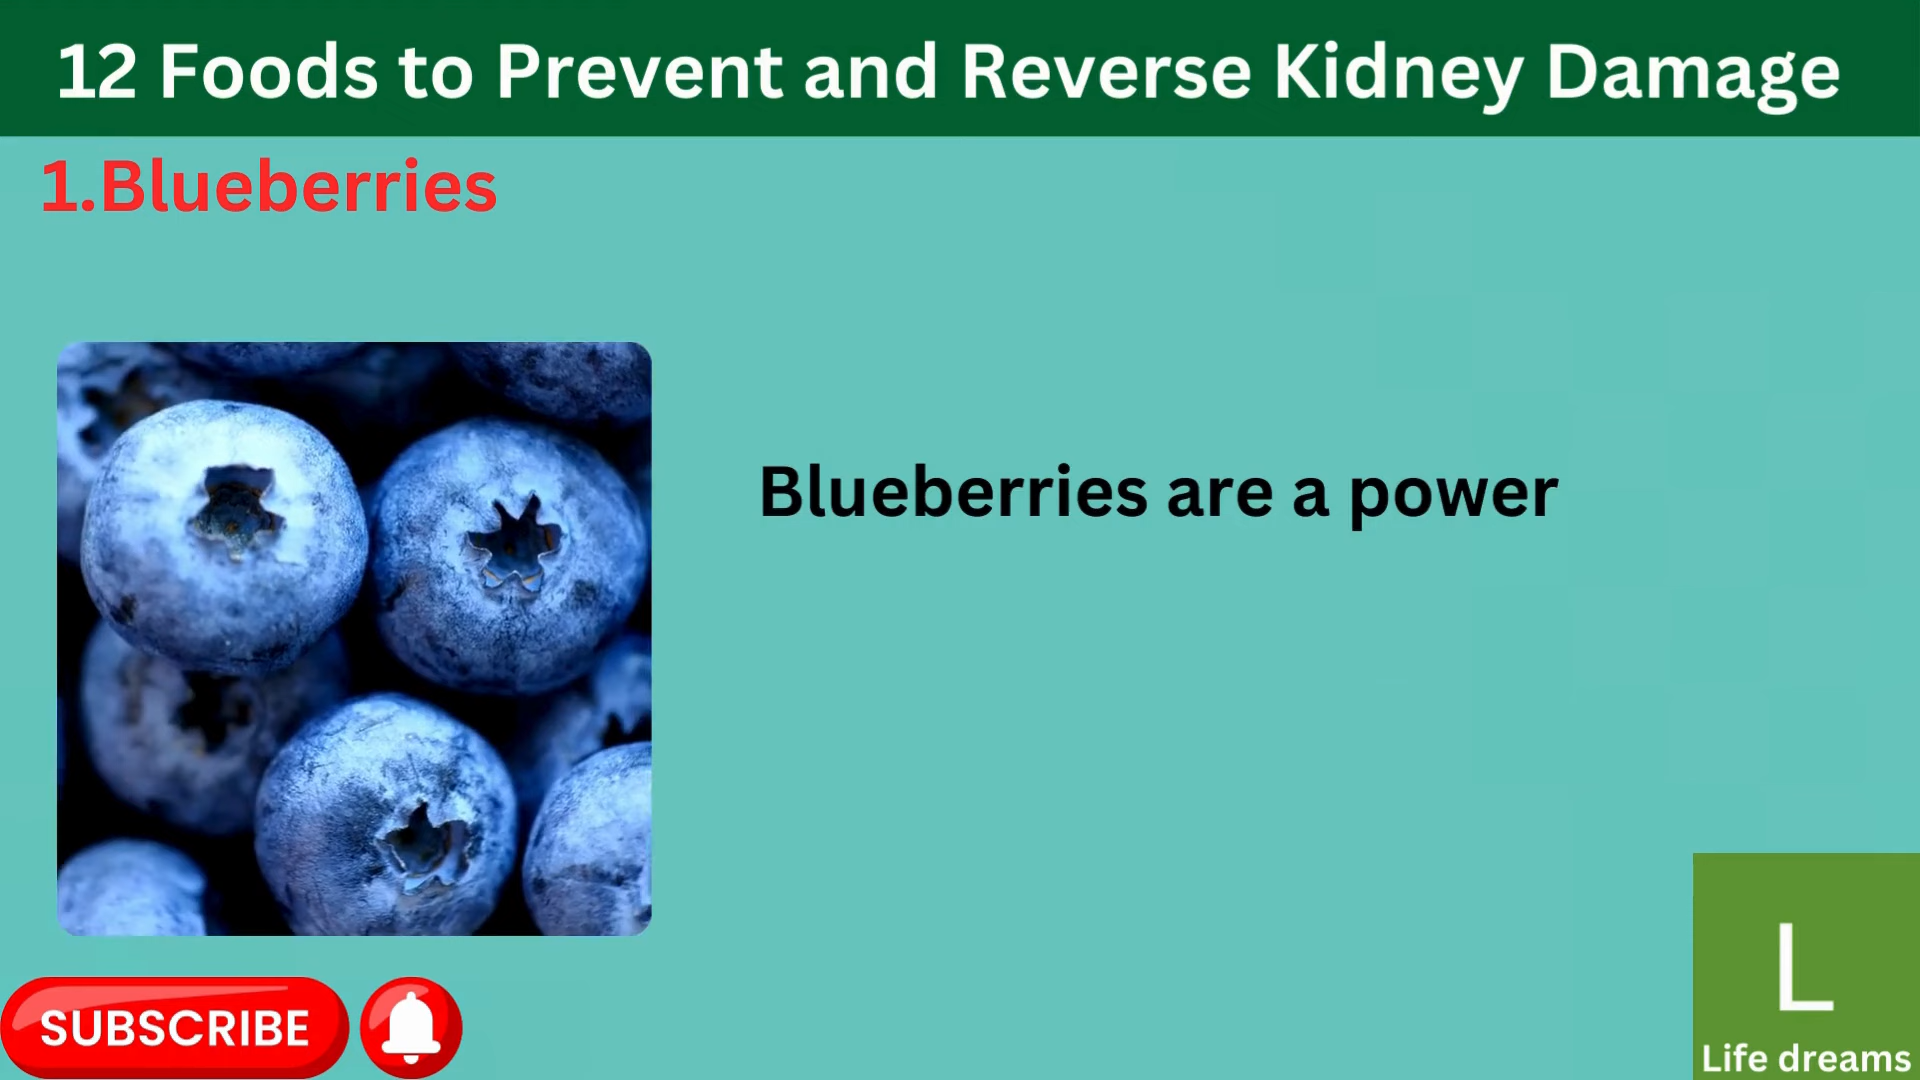 12 Foods to Prevent and Reverse Kidney Damage
1.Blueberries
Blueberries are a power
SUBSCRIBE
L
Life dreams